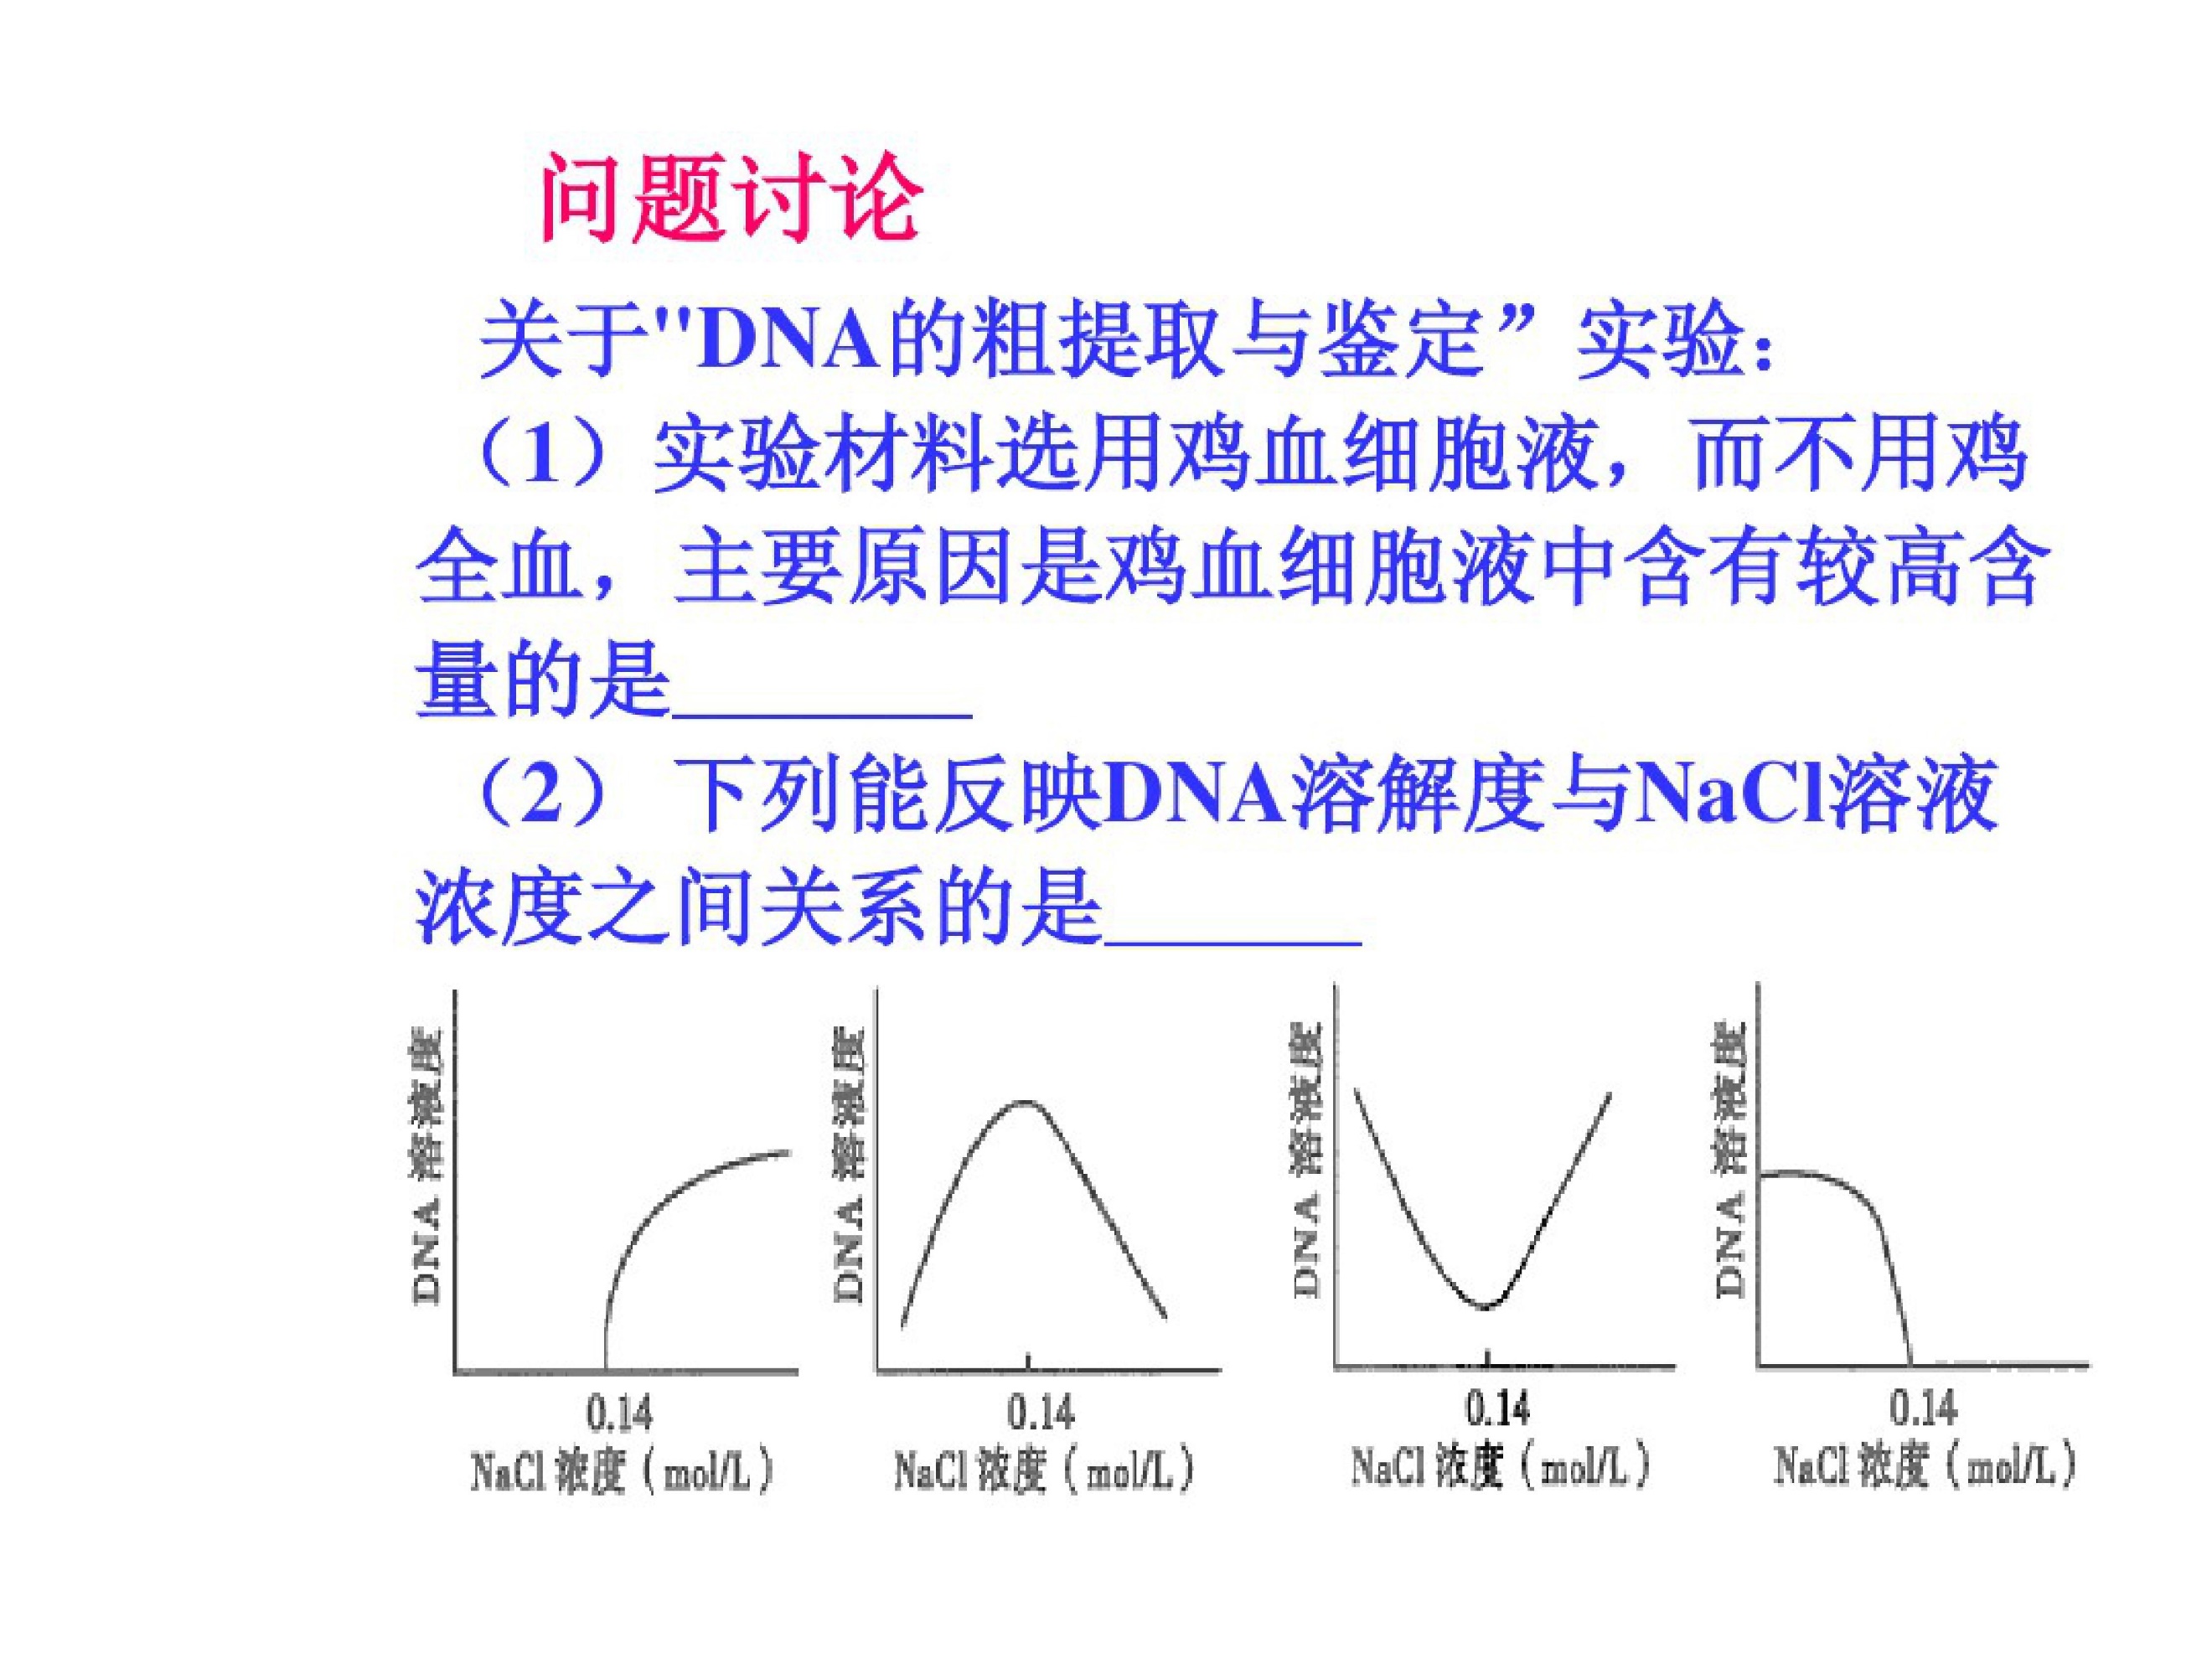 问题讨论
关于"DNA的粗提取与鉴定”实验：
（1）实验材料选用鸡血细胞液，而不用鸡
全血，主要原因是鸡血细胞液中含有较高含
量的是_______
（2） 下列能反映DNA溶解度与NaCl溶液
浓度之间关系的是______
DNA 溶液度
0.14
NaCl 浓度（mol/L）
DNA 溶液度
0.14
NaCl 浓度（mol/L）
DNA 溶液度
0.14
NaCl 浓度（mol/L）
DNA 溶液度
0.14
NaCl 浓度（mol/L）